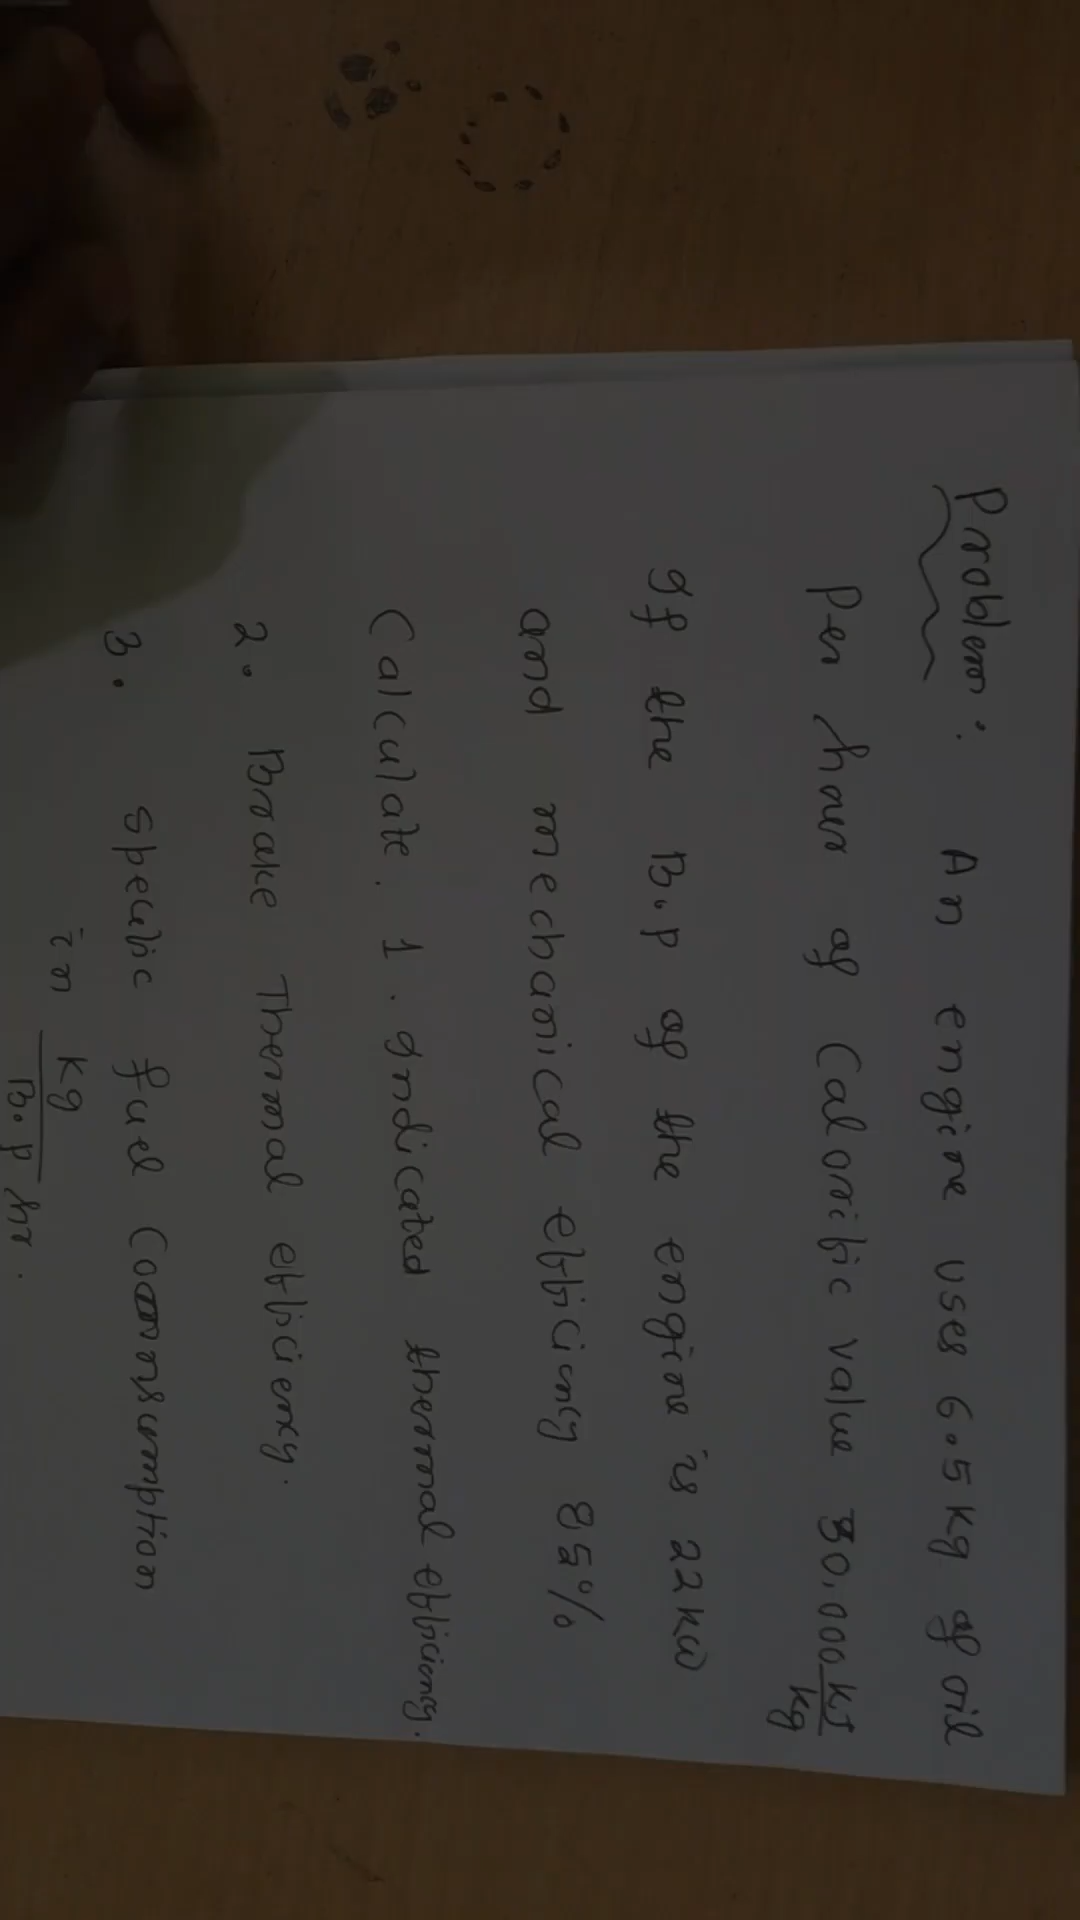 Problem: An engine uses 6.5 kg of oil
Per hour of Calorific value 30,000 kJ/kg
If the B.P of the engine is 22 kW
and mechanical efficiency 85%
Calculate. 1. Indicated thermal efficiency.
2. Brake Thermal efficiency.
3. specific fuel Consumption
in kg/B.P hr.